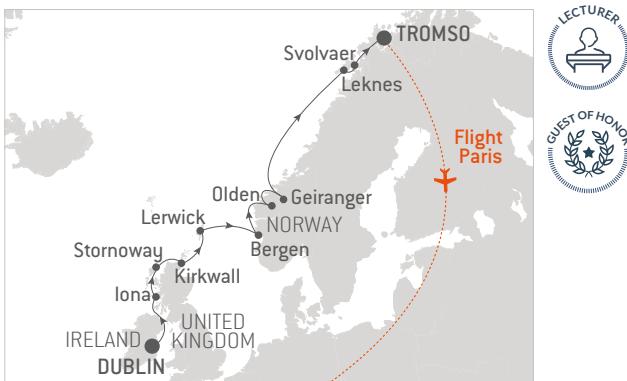 TROMSO
Svolvaer
Leknes
Flight
Paris
Olden
Geiranger
Lerwick
NORWAY
Bergen
Stornoway
Kirkwall
Iona
IRELAND
UNITED
KINGDOM
DUBLIN
LECTURER
GUEST OF HONOR